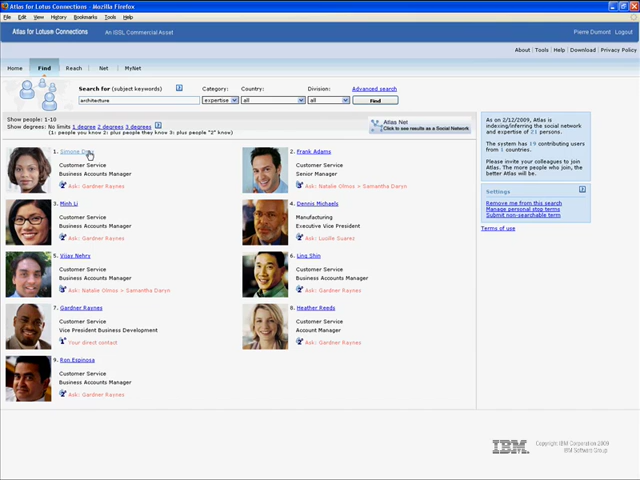 Atlas for Lotus Connections - Mozilla Firefox
File Edit View History Bookmarks Tools Help
Atlas for Lotus® Connections An ISSL Commercial Asset Pierre Dumont Logout
About | Tools | Help | Download | Privacy Policy
Home Find Reach Net MyNet
Search for (subject keywords) ? Category: Country: Division: Advanced search
architecture expertise all all Find
Show people: 1-10
Show degrees: No limits 1 degree 2 degrees 3 degrees ?
(1: people you know 2: plus people they know 3: plus people "2" know)
Atlas Net
Click to see results as a Social Network
1. Simone
Customer Service
Business Accounts Manager
Ask: Gardner Raynes
2. Frank Adams
Customer Service
Senior Manager
Ask: Natalie Olmos > Samantha Daryn
3. Minh Li
Customer Service
Business Accounts Manager
Ask: Gardner Raynes
4. Dennis Michaels
Manufacturing
Executive Vice President
Ask: Lucille Suarez
5. Vijay Nehry
Customer Service
Business Accounts Manager
Ask: Natalie Olmos > Samantha Daryn
6. Ling Shin
Customer Service
Business Accounts Manager
Ask: Gardner Raynes
7. Gardner Raynes
Customer Service
Vice President Business Development
Your direct contact
8. Heather Reeds
Customer Service
Account Manager
Ask: Gardner Raynes
9. Ron Espinosa
Customer Service
Business Accounts Manager
Ask: Gardner Raynes
As on 2/12/2009, Atlas is
indexing/inferring the social network
and expertise of 21 persons.
The system has 19 contributing users
from 1 countries.
Please invite your colleagues to join
Atlas. The more people who join, the
better Atlas will be.
Settings ?
Remove me from this search
Manage personal stop terms
Submit non-searchable term
Terms of use
IBM Copyright IBM Corporation 2009
IBM Software Group